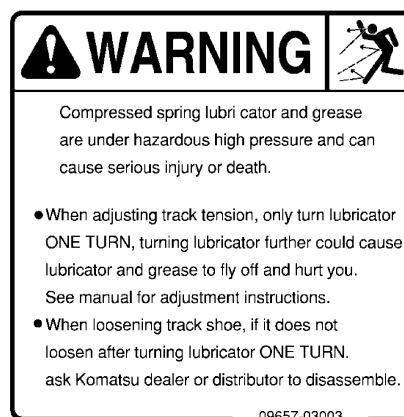 WARNING
Compressed spring lubri cator and grease
are under hazardous high pressure and can
cause serious injury or death.
●When adjusting track tension, only turn lubricator
ONE TURN, turning lubricator further could cause
lubricator and grease to fly off and hurt you.
See manual for adjustment instructions.
●When loosening track shoe, if it does not
loosen after turning lubricator ONE TURN.
ask Komatsu dealer or distributor to disassemble.
09657-03003